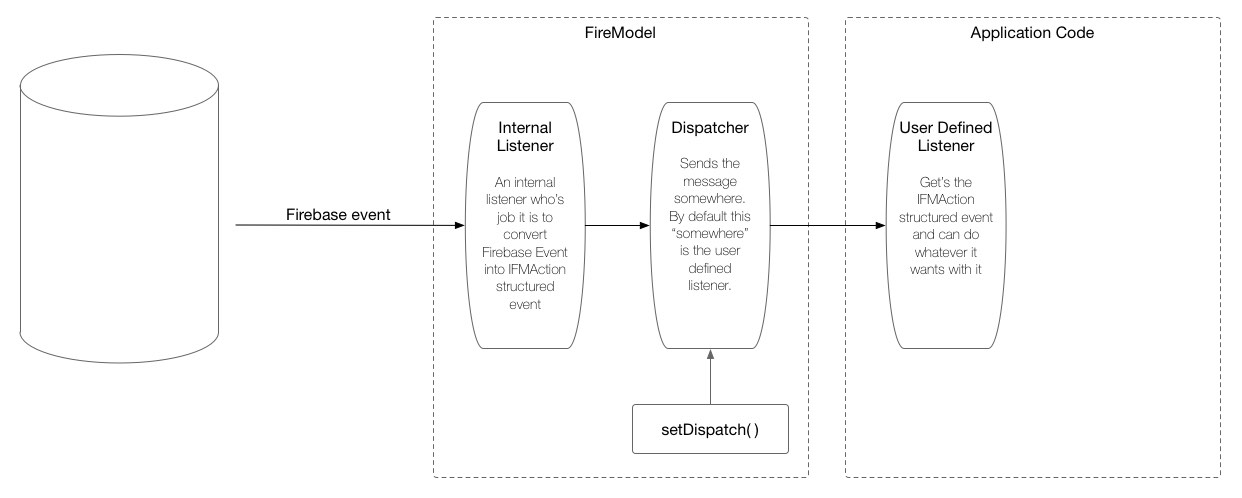 FireModel
Application Code
Firebase event
Internal
Listener
An internal
listener who's
job it is to
convert
Firebase Event
into IFMAction
structured
event
Dispatcher
Sends the
message
somewhere.
By default this
“somewhere”
is the user
defined
listener.
setDispatch()
User Defined
Listener
Get's the
IFMAction
structured event
and can do
whatever it
wants with it